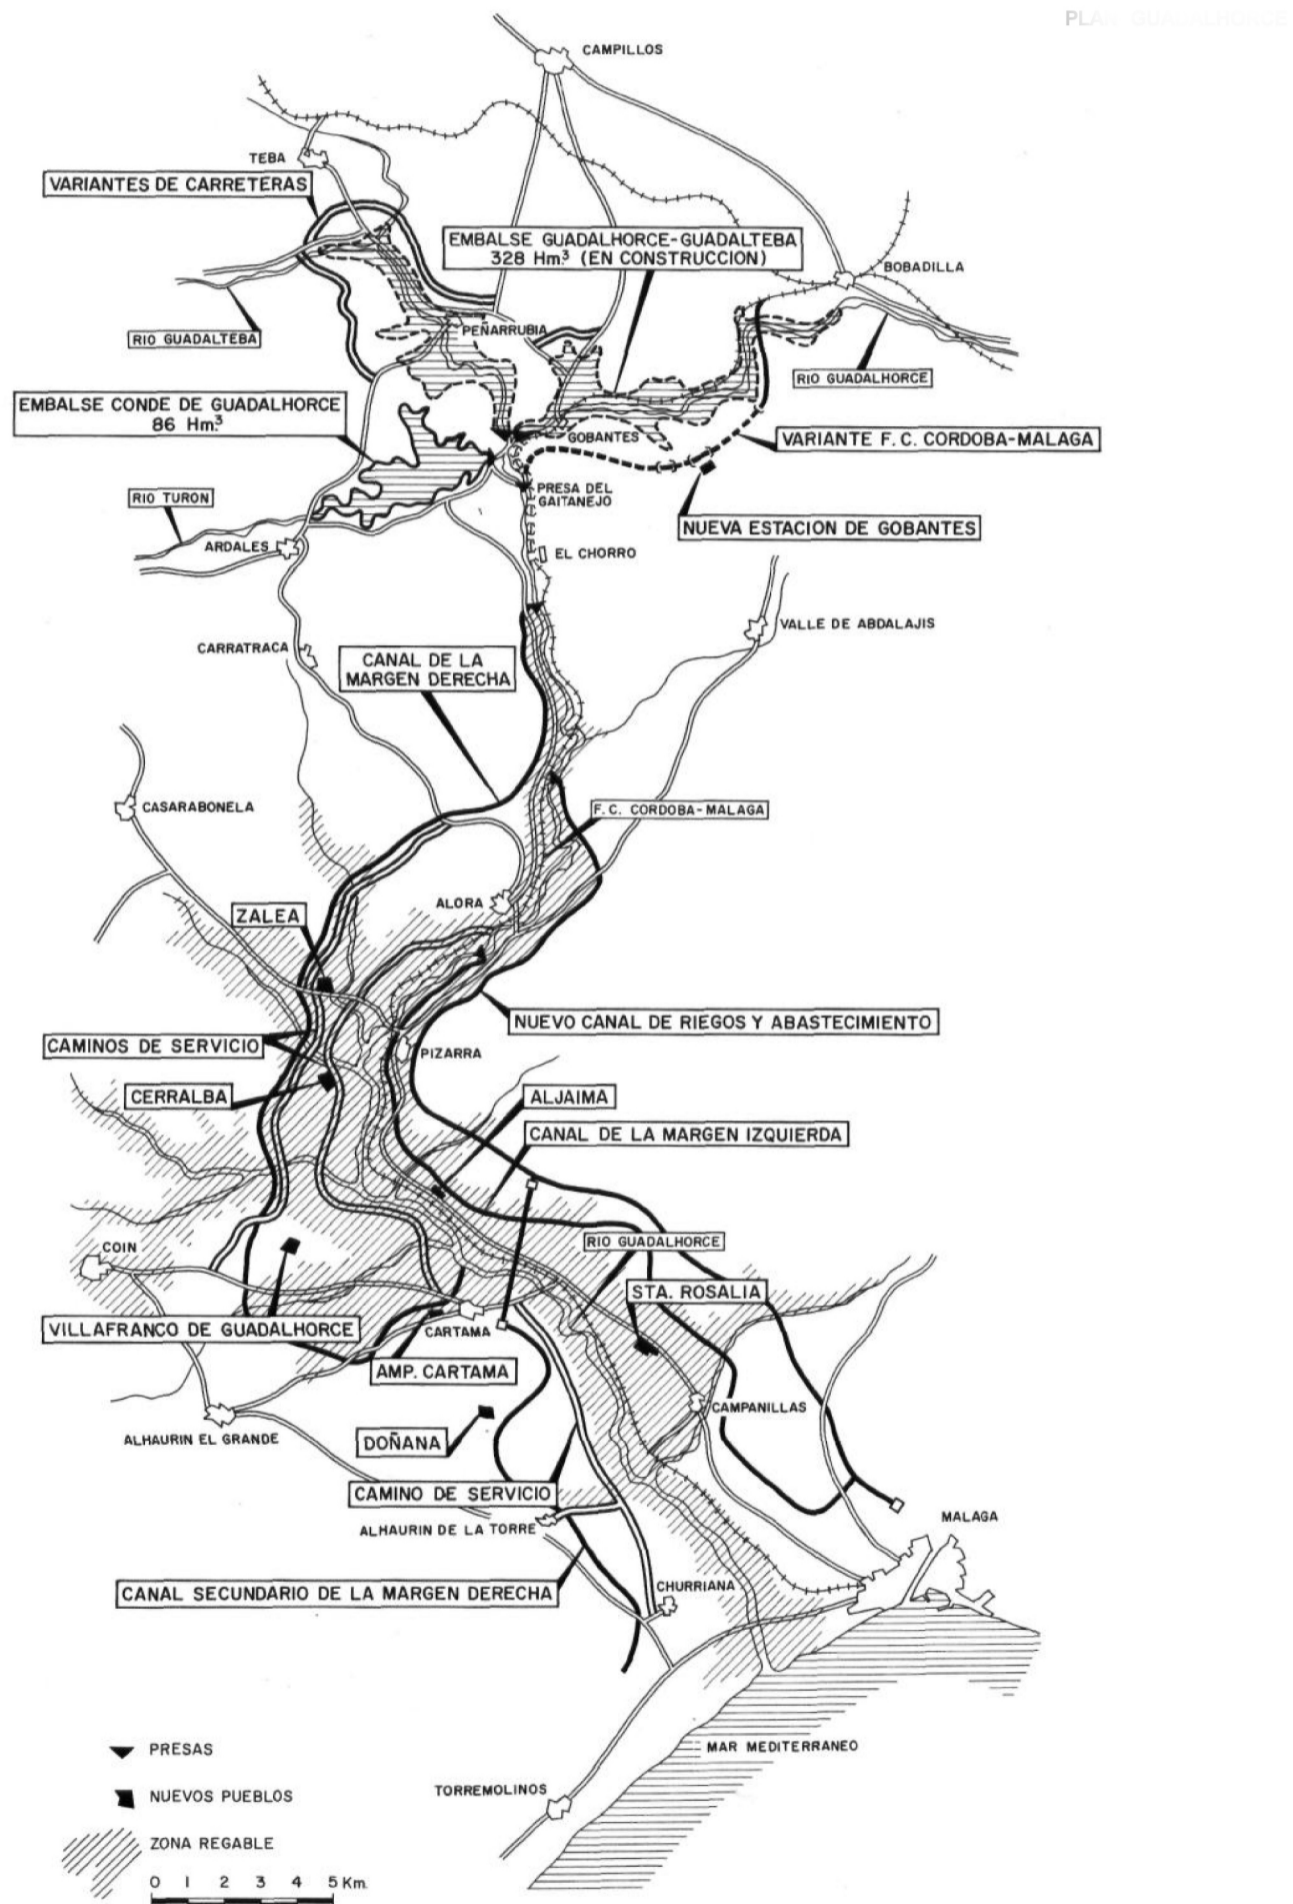 PLAN GUADALHORCE
CAMPILLOS
TEBA
VARIANTES DE CARRETERAS
EMBALSE GUADALHORCE-GUADALTEBA
328 Hm.³ (EN CONSTRUCCION)
BOBADILLA
RIO GUADALTEBA
PEÑARRUBIA
RIO GUADALHORCE
EMBALSE CONDE DE GUADALHORCE
86 Hm.³
GOBANTES
VARIANTE F.C. CORDOBA-MALAGA
RIO TURON
PRESA DEL
GAITANEJO
NUEVA ESTACION DE GOBANTES
ARDALES
EL CHORRO
VALLE DE ABDALAJIS
CARRATRACA
CANAL DE LA
MARGEN DERECHA
CASARABONELA
F.C. CORDOBA-MALAGA
ZALEA
ALORA
NUEVO CANAL DE RIEGOS Y ABASTECIMIENTO
CAMINOS DE SERVICIO
PIZARRA
CERRALBA
ALJAIMA
CANAL DE LA MARGEN IZQUIERDA
COIN
RIO GUADALHORCE
STA. ROSALIA
VILLAFRANCO DE GUADALHORCE
CARTAMA
AMP. CARTAMA
CAMPANILLAS
ALHAURIN EL GRANDE
DOÑANA
CAMINO DE SERVICIO
ALHAURIN DE LA TORRE
MALAGA
CANAL SECUNDARIO DE LA MARGEN DERECHA
CHURRIANA
PRESAS
MAR MEDITERRANEO
NUEVOS PUEBLOS
TORREMOLINOS
ZONA REGABLE
0 1 2 3 4 5 Km.